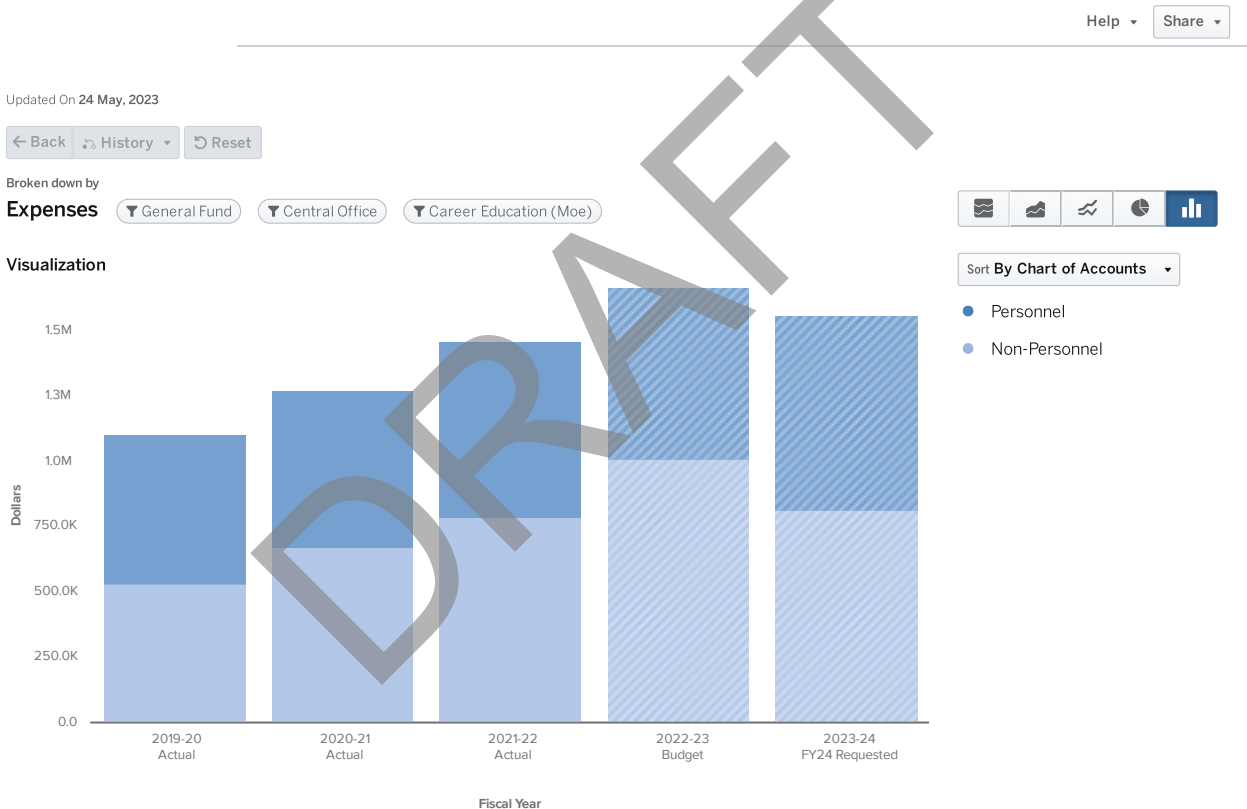 Help
Share
Updated On 24 May, 2023
Back
History
Reset
Broken down by
Expenses
General Fund
Central Office
Career Education (Moe)
Visualization
Sort By Chart of Accounts
Personnel
Non-Personnel
Dollars
1.5M
1.3M
1.0M
750.0K
500.0K
250.0K
0.0
2019-20
Actual
2020-21
Actual
2021-22
Actual
2022-23
Budget
2023-24
FY24 Requested
Fiscal Year
DRAFT